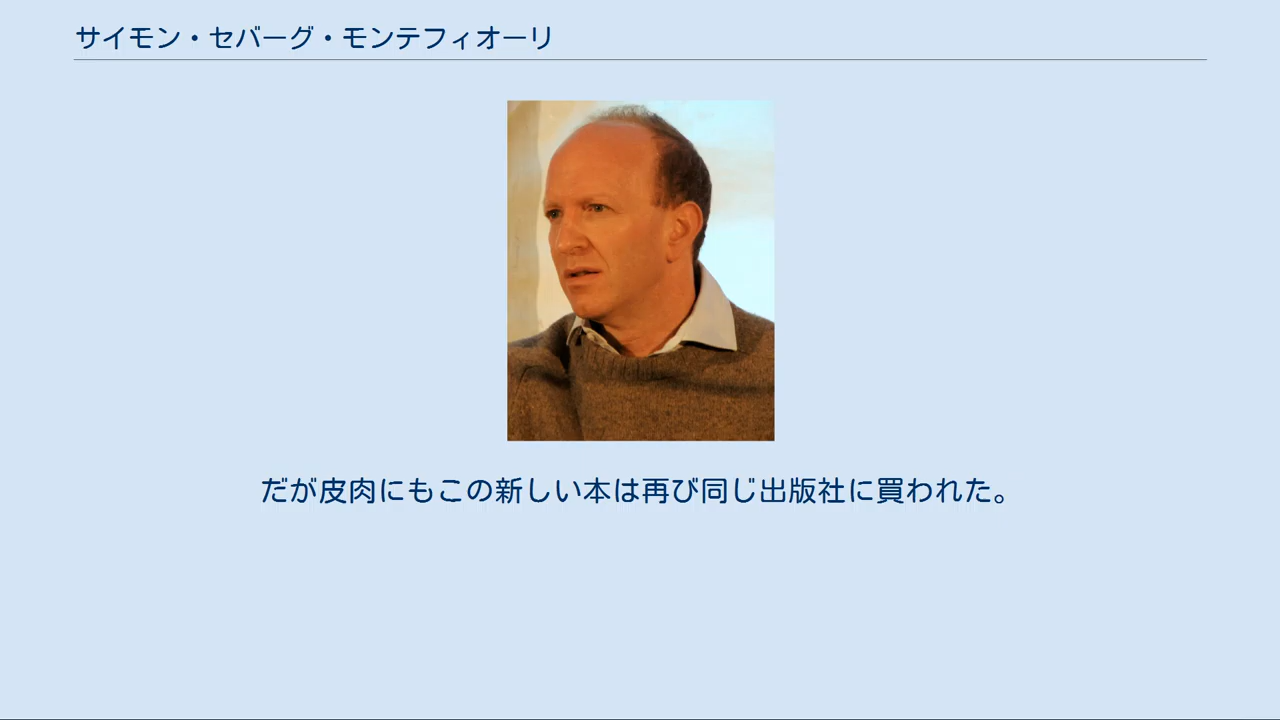 サイモン・セバーグ・モンテフィオーリ
だが皮肉にもこの新しい本は再び同じ出版社に買われた。